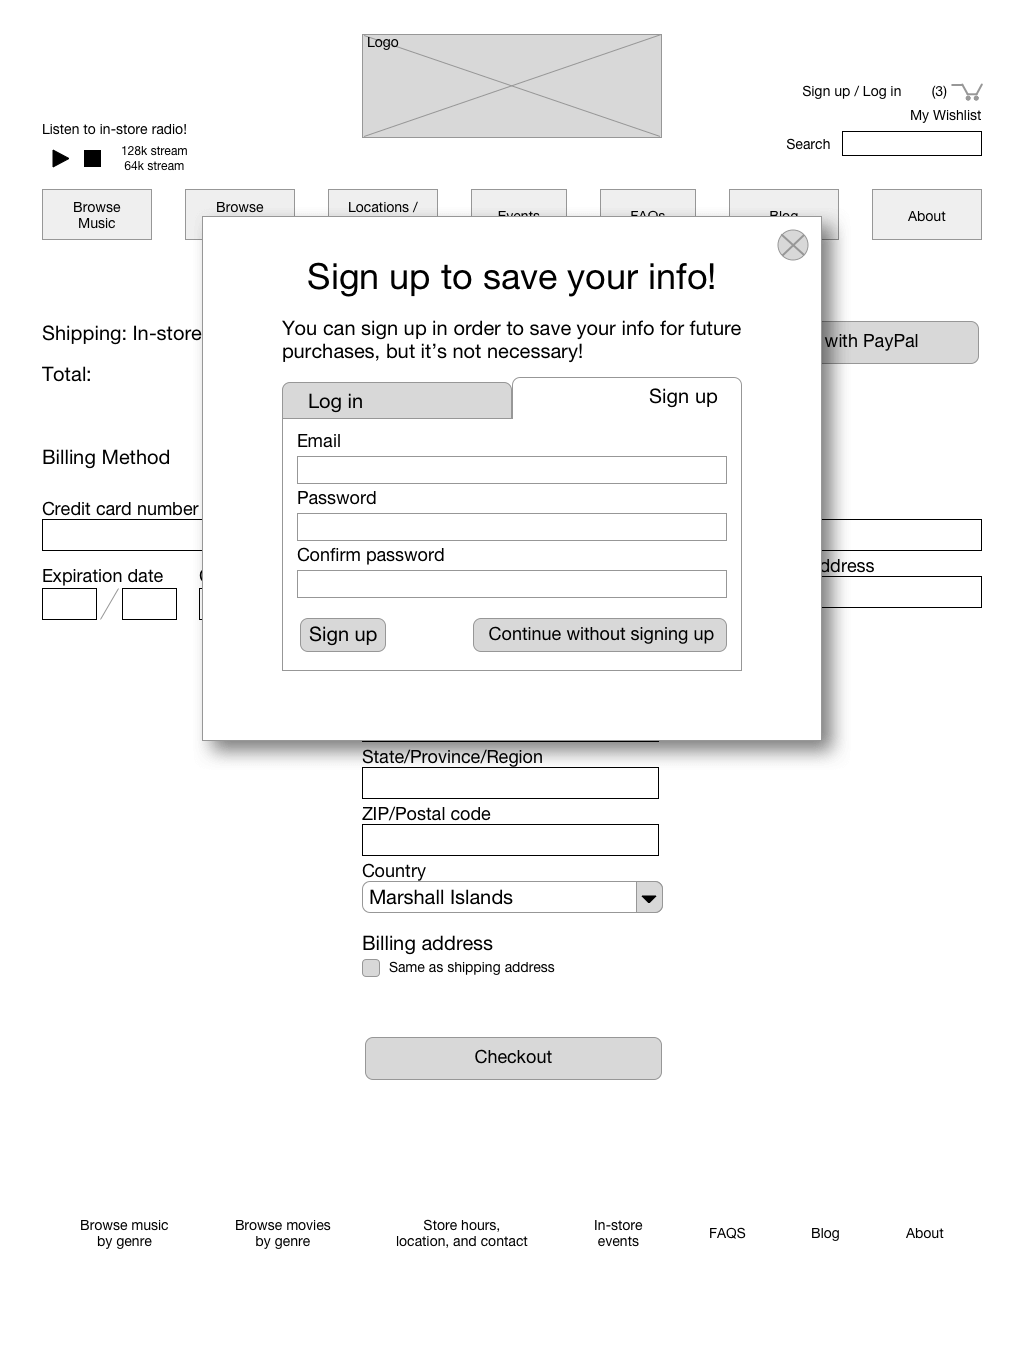 Logo
Sign up / Log in (3)
My Wishlist
Listen to in-store radio!
Search
128k stream
64k stream
Browse
Music
Browse
Locations /
Events
FAQs
Blog
About
Sign up to save your info!
You can sign up in order to save your info for future
purchases, but it’s not necessary!
Shipping: In-store
with PayPal
Total:
Log in
Sign up
Email
Billing Method
Password
Credit card number
Confirm password
ddress
Expiration date
Sign up
Continue without signing up
State/Province/Region
ZIP/Postal code
Country
Marshall Islands
Billing address
Same as shipping address
Checkout
Browse music
by genre
Browse movies
by genre
Store hours,
location, and contact
In-store
events
FAQS
Blog
About